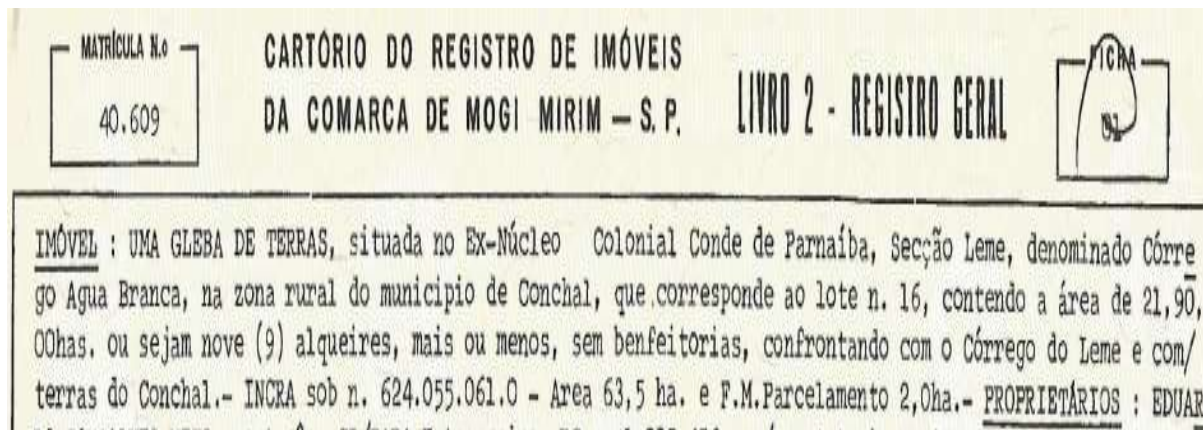 MATRÍCULA N.o
40.609
CARTÓRIO DO REGISTRO DE IMÓVEIS
DA COMARCA DE MOGI MIRIM — S. P.
LIVRO 2 - REGISTRO GERAL
FICHA
01
IMÓVEL : UMA GLEBA DE TERRAS, situada no Ex-Núcleo Colonial Conde de Parnaíba, Secção Leme, denominado Córre
go Agua Branca, na zona rural do municipio de Conchal, que corresponde ao lote n. 16, contendo a área de 21,90,
00has. ou sejam nove (9) alqueires, mais ou menos, sem benfeitorias, confrontando com o Córrego do Leme e com/
terras do Conchal.- INCRA sob n. 624.055.061.0 - Area 63,5 ha. e F.M.Parcelamento 2,0ha.- PROPRIETÁRIOS : EDUAR